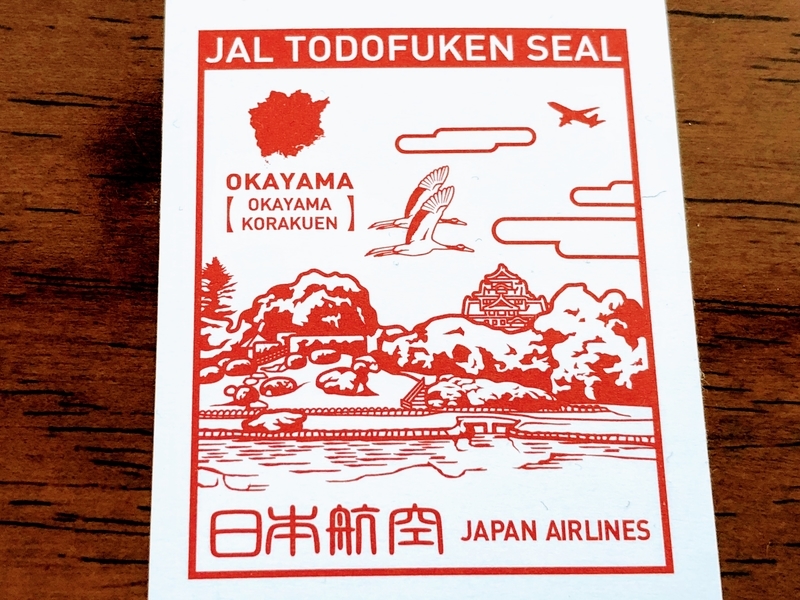 JAL TODOFUKEN SEAL
OKAYAMA
【 OKAYAMA
KORAKUEN 】
日本航空 JAPAN AIRLINES